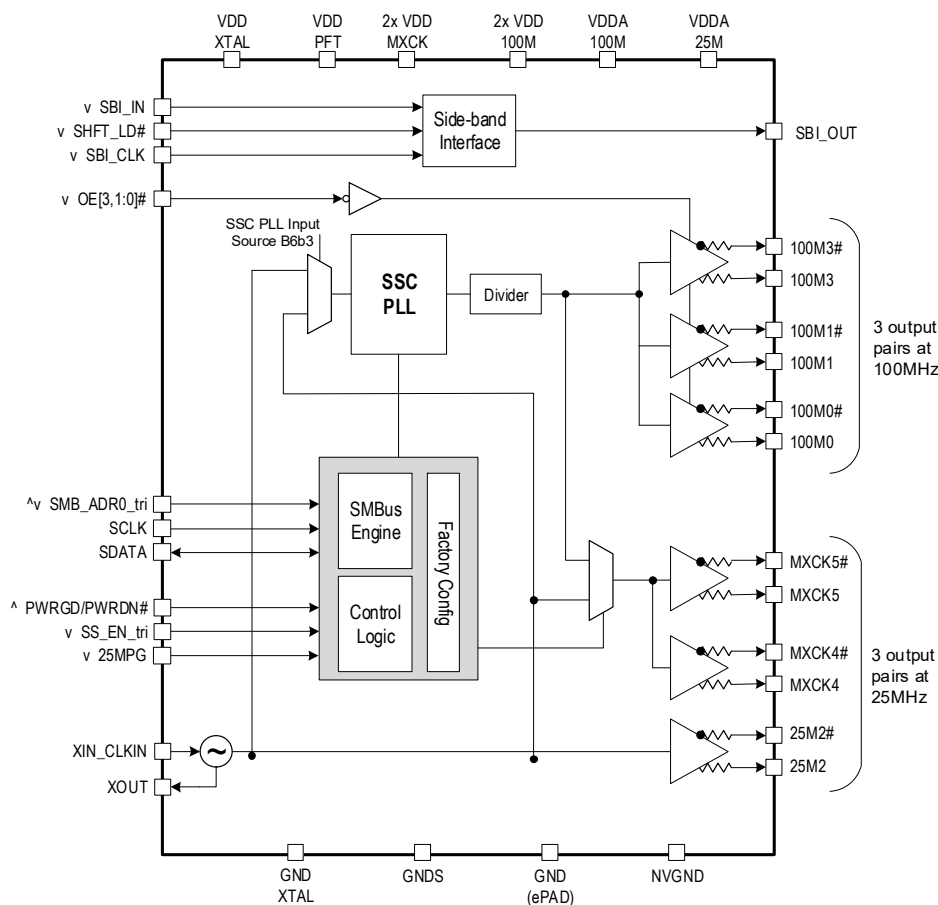 VDD
XTAL
VDD
PFT
2x VDD
MXCK
2x VDD
100M
VDDA
100M
VDDA
25M
v SBI_IN
v SHFT_LD#
v SBI_CLK
Side-band
Interface
SBI_OUT
v OE[3,1:0]#
SSC PLL Input
Source B6b3
SSC
PLL
Divider
100M3#
100M3
100M1#
100M1
100M0#
100M0
3 output
pairs at
100MHz
^v SMB_ADR0_tri
SCLK
SDATA
^ PWRGD/PWRDN#
v SS_EN_tri
v 25MPG
SMBus
Engine
Control
Logic
Factory Config
MXCK5#
MXCK5
MXCK4#
MXCK4
25M2#
25M2
3 output
pairs at
25MHz
XIN_CLKIN
~
XOUT
GND
XTAL
GNDS
GND
(ePAD)
NVGND